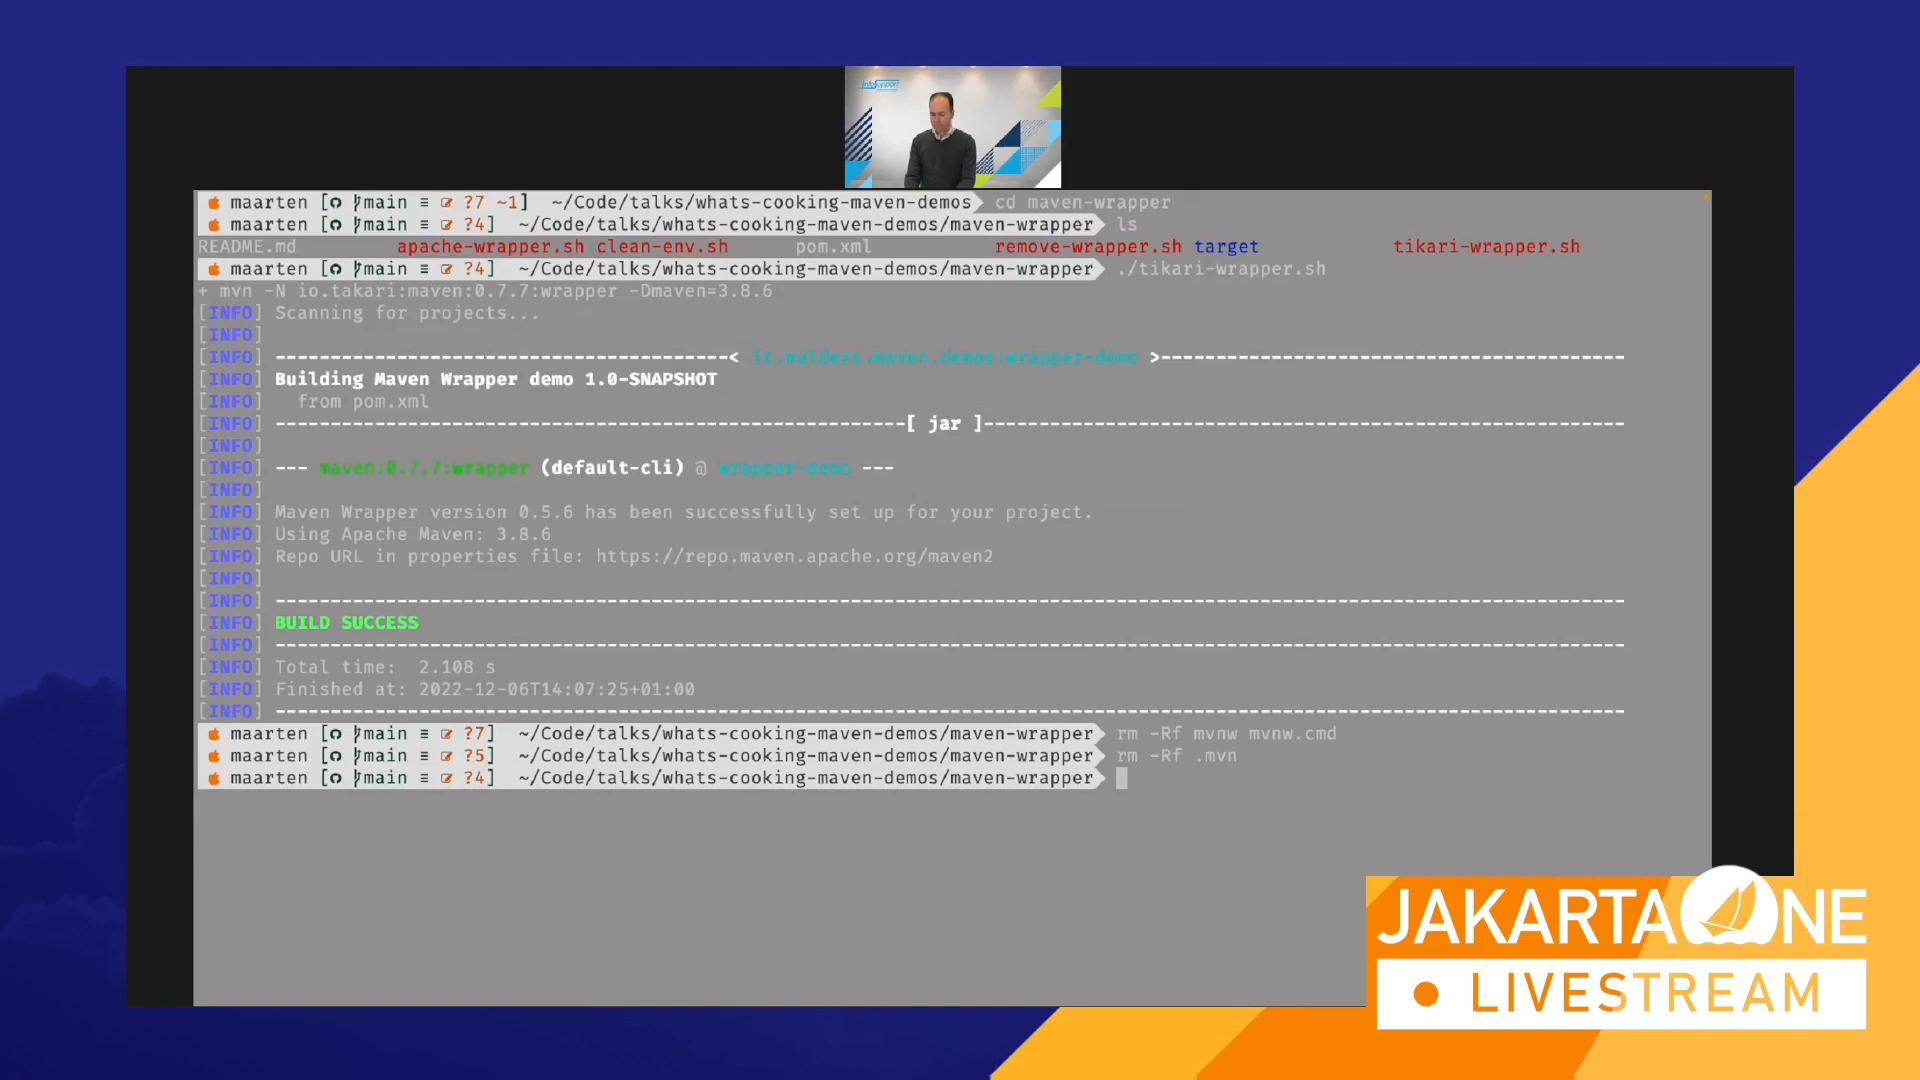 InfoSupport
maarten [main ≡ ?7 ~1] ~/Code/talks/whats-cooking-maven-demos cd maven-wrapper
maarten [main ≡ ?4] ~/Code/talks/whats-cooking-maven-demos/maven-wrapper ls
README.md apache-wrapper.sh clean-env.sh pom.xml remove-wrapper.sh target tikari-wrapper.sh
maarten [main ≡ ?4] ~/Code/talks/whats-cooking-maven-demos/maven-wrapper ./tikari-wrapper.sh
+ mvn -N io.takari:maven:0.7.7:wrapper -Dmaven=3.8.6
[INFO] Scanning for projects...
[INFO]
[INFO] -----------------------------------------< it.mulders.maven.demos:wrapper-demo >------------------------------------------
[INFO] Building Maven Wrapper demo 1.0-SNAPSHOT
[INFO]   from pom.xml
[INFO] ---------------------------------------------------------[ jar ]----------------------------------------------------------
[INFO]
[INFO] --- maven:0.7.7:wrapper (default-cli) @ wrapper-demo ---
[INFO]
[INFO] Maven Wrapper version 0.5.6 has been successfully set up for your project.
[INFO] Using Apache Maven: 3.8.6
[INFO] Repo URL in properties file: https://repo.maven.apache.org/maven2
[INFO]
[INFO] --------------------------------------------------------------------------------------------------------------------------
[INFO] BUILD SUCCESS
[INFO] --------------------------------------------------------------------------------------------------------------------------
[INFO] Total time:  2.108 s
[INFO] Finished at: 2022-12-06T14:07:25+01:00
[INFO] --------------------------------------------------------------------------------------------------------------------------
maarten [main ≡ ?7] ~/Code/talks/whats-cooking-maven-demos/maven-wrapper rm -Rf mvnw mvnw.cmd
maarten [main ≡ ?5] ~/Code/talks/whats-cooking-maven-demos/maven-wrapper rm -Rf .mvn
maarten [main ≡ ?4] ~/Code/talks/whats-cooking-maven-demos/maven-wrapper
JAKARTAONE
LIVESTREAM